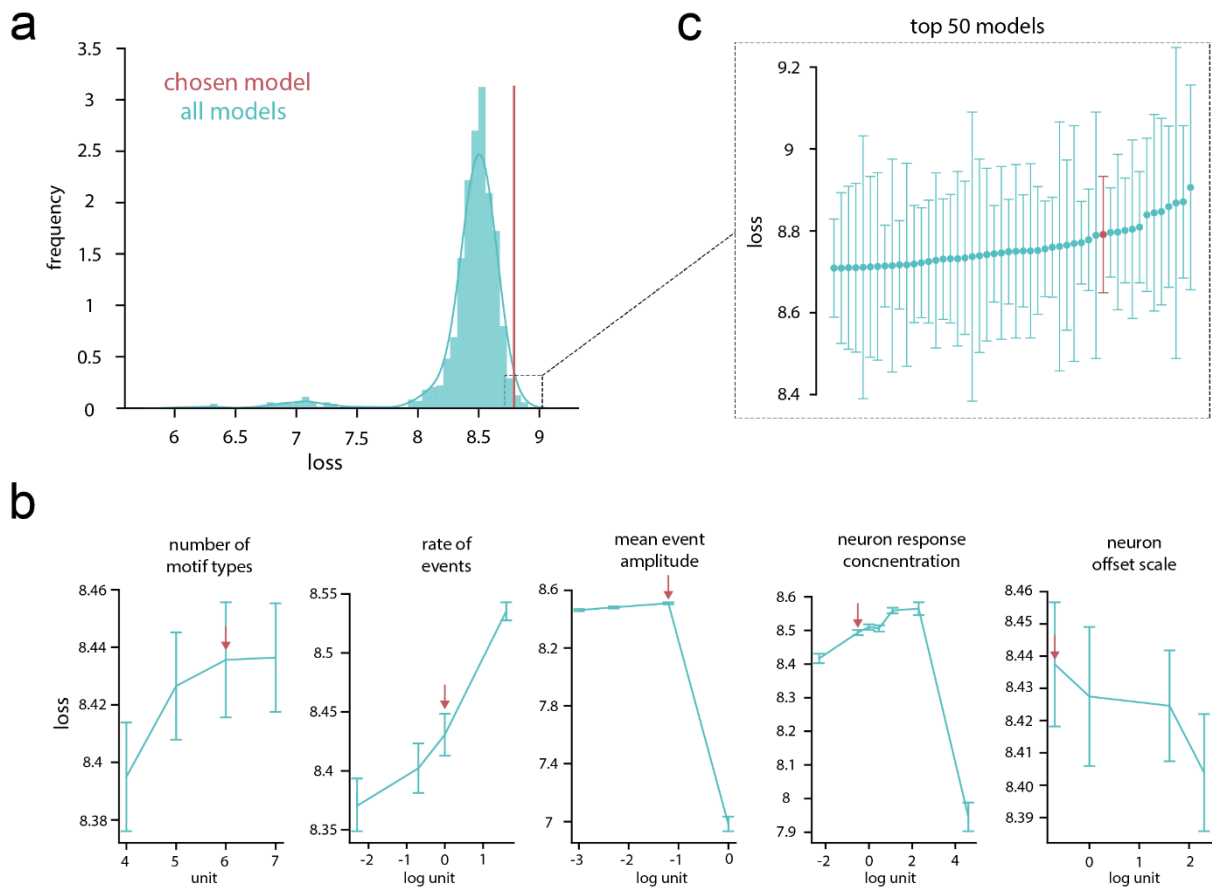 a
3.5
3
2.5
2
1.5
1
0.5
0
frequency
chosen model
all models
6 6.5 7 7.5 8 8.5 9
loss
c
top 50 models
9.2
9
8.8
8.6
8.4
loss
b
number of
motif types
8.46
8.44
8.42
8.4
8.38
loss
4 5 6 7
unit
rate of
events
8.55
8.5
8.45
8.4
8.35
-2 -1 0 1
log unit
mean event
amplitude
8.6
8.2
7.8
7.4
7
-3 -2 -1 0
log unit
neuron response
concnentration
8.6
8.5
8.4
8.3
8.2
8.1
8
7.9
-2 0 2 4
log unit
neuron
offset scale
8.46
8.45
8.44
8.43
8.42
8.41
8.40
8.39
0 1 2
log unit